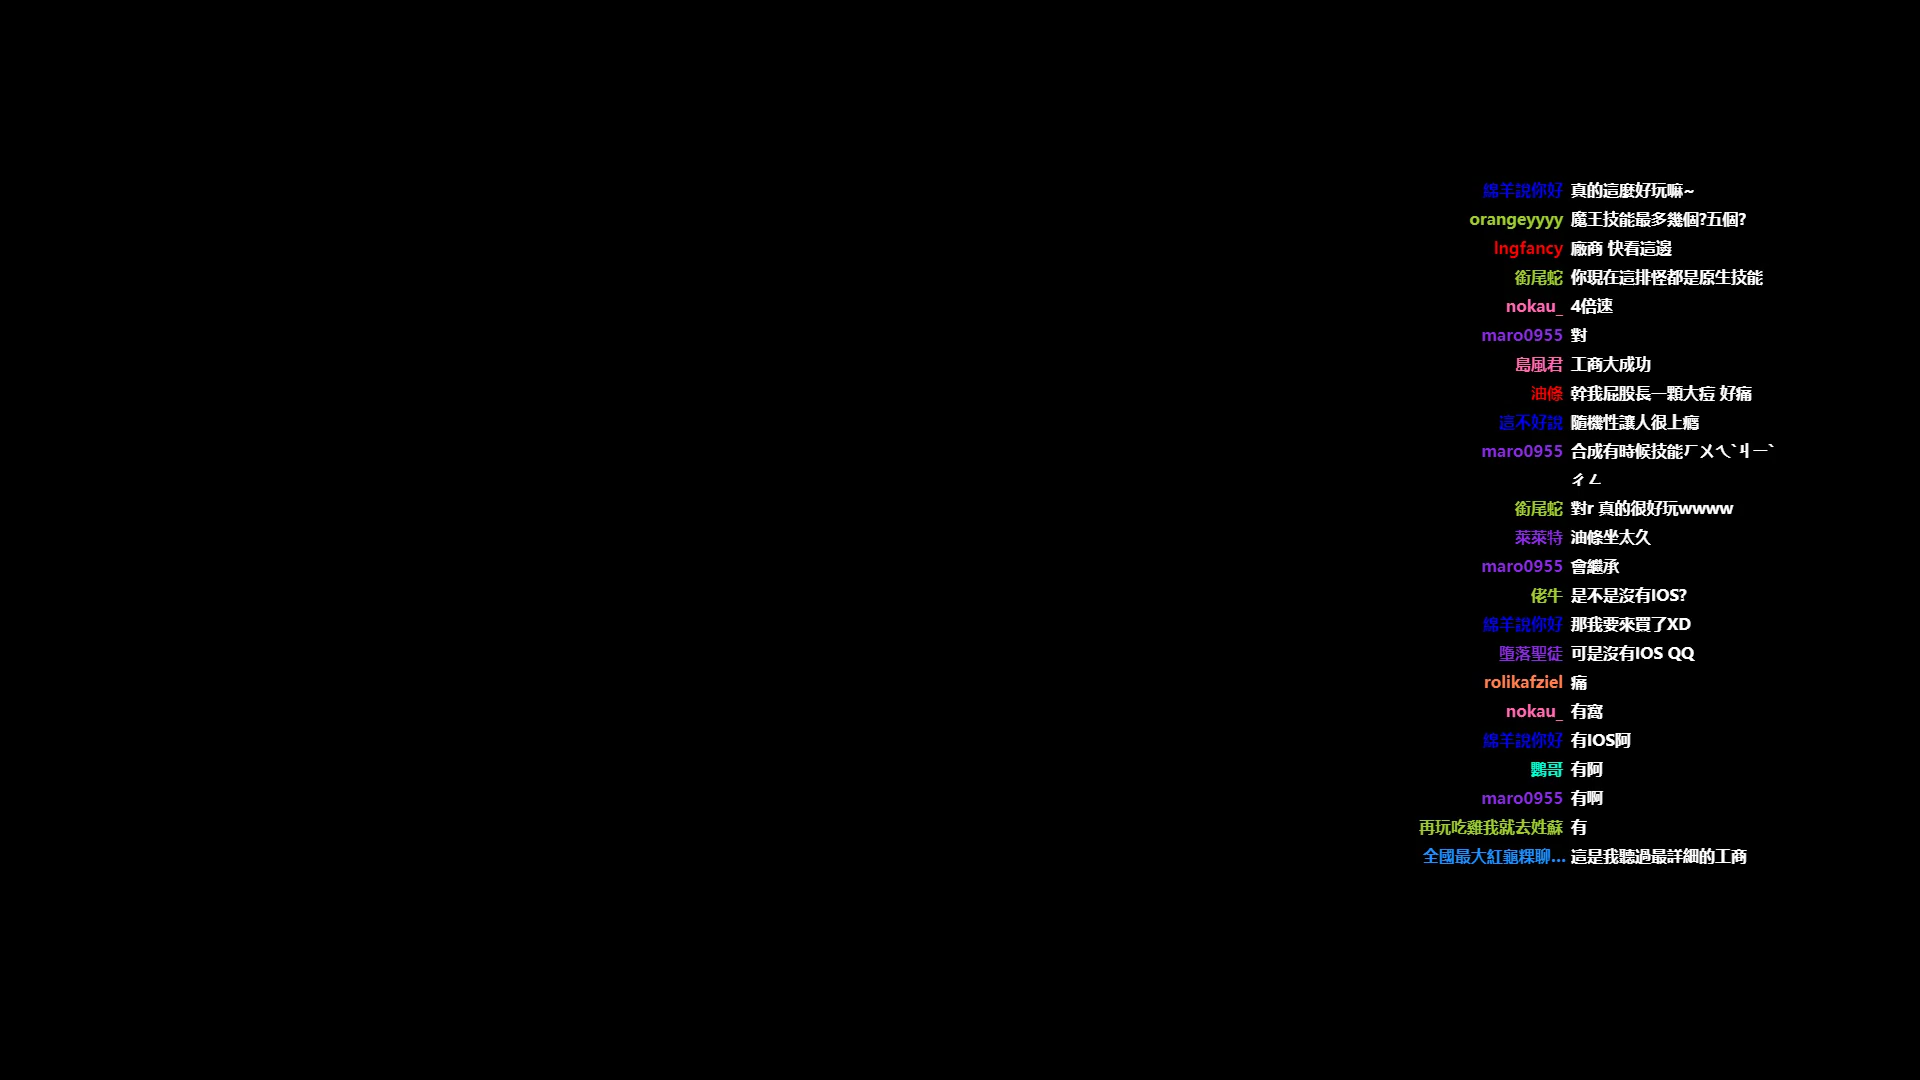 綿羊說你好 真的這麼好玩嘛~
orangeyyyy 魔王技能最多幾個?五個?
lngfancy 廠商 快看這邊
銜尾蛇 你現在這排怪都是原生技能
nokau_ 4倍速
maro0955 對
島風君 工商大成功
油條 幹我屁股長一顆大痘 好痛
這不好說 隨機性讓人很上癮
maro0955 合成有時候技能ㄏㄨㄟˋㄐㄧˋ
ㄔㄥ
銜尾蛇 對r 真的很好玩wwww
萊萊特 油條坐太久
maro0955 會繼承
佬牛 是不是沒有IOS?
綿羊說你好 那我要來買了XD
墮落聖徒 可是沒有IOS QQ
rolikafziel 痛
nokau_ 有窩
綿羊說你好 有IOS阿
鸚哥 有阿
maro0955 有啊
再玩吃雞我就去姓蘇 有
全國最大紅龜粿聊... 這是我聽過最詳細的工商